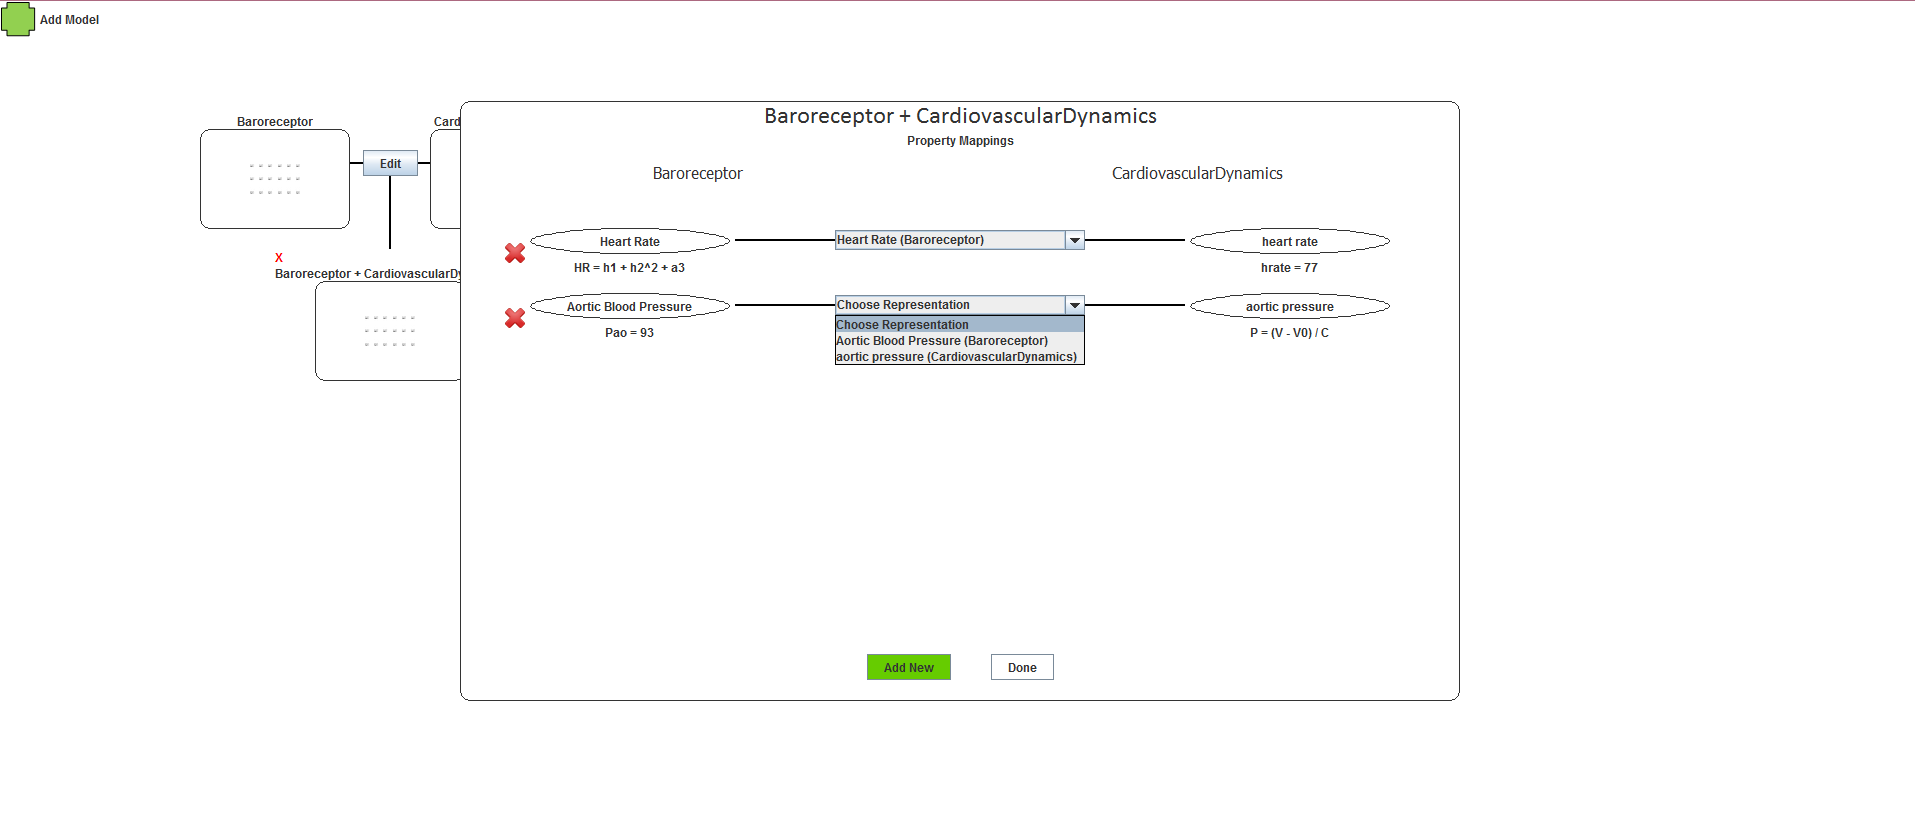 Add Model
Baroreceptor + CardiovascularDynamics
Property Mappings
Baroreceptor
Card
Edit
Baroreceptor
CardiovascularDynamics
Heart Rate
Heart Rate (Baroreceptor)
heart rate
HR = h1 + h2^2 + a3
hrate = 77
X
Baroreceptor + CardiovascularDy
Aortic Blood Pressure
Choose Representation
aortic pressure
Pao = 93
P = (V - V0) / C
Choose Representation
Aortic Blood Pressure (Baroreceptor)
aortic pressure (CardiovascularDynamics)
Add New
Done